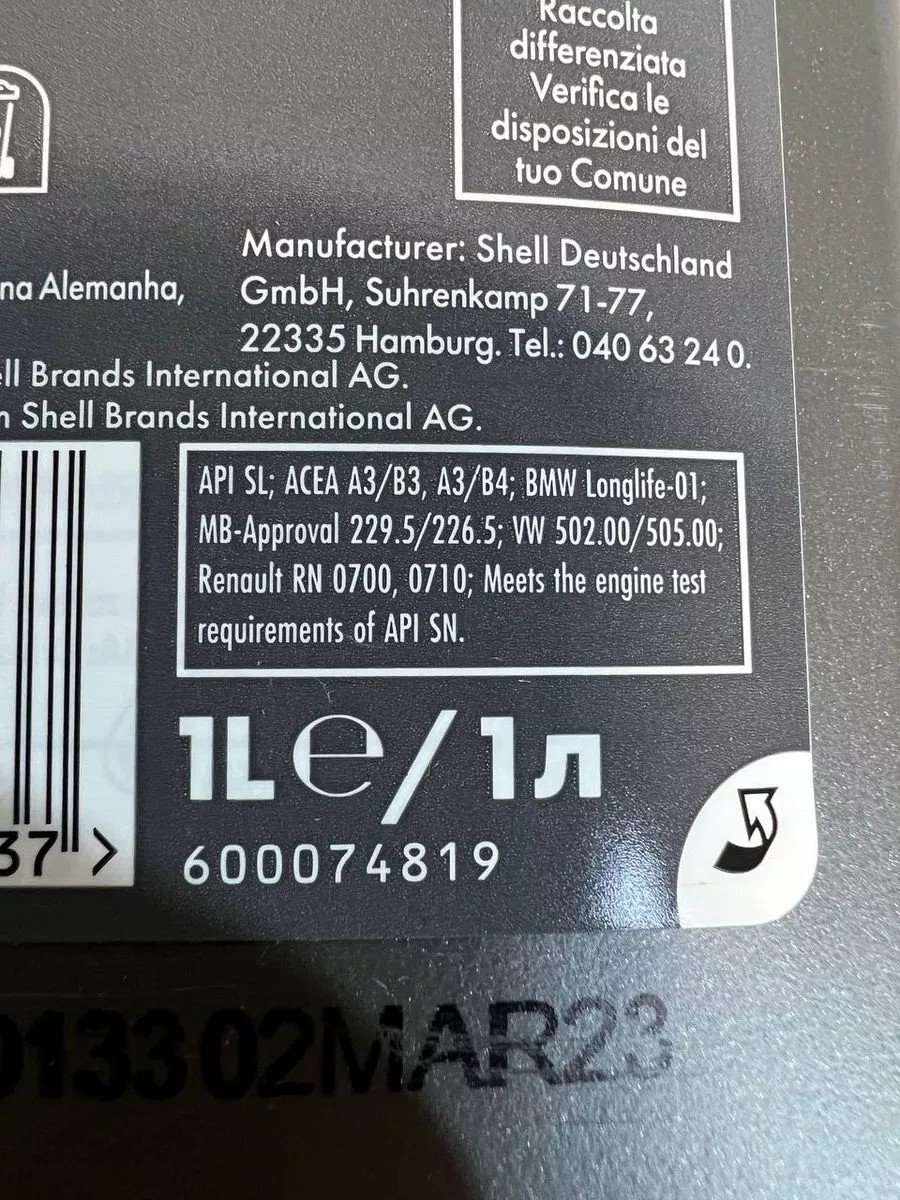 Raccolta
differenziata
Verifica le
disposizioni del
tuo Comune
Manufacturer: Shell Deutschland
na Alemanha, GmbH, Suhrenkamp 71-77,
22335 Hamburg. Tel.: 040 63 24 0.
ll Brands International AG.
n Shell Brands International AG.
API SL; ACEA A3/B3, A3/B4; BMW Longlife-01;
MB-Approval 229.5/226.5; VW 502.00/505.00;
Renault RN 0700, 0710; Meets the engine test
requirements of API SN.
1L e / 1л
37 >
600074819
0133 02MAR23